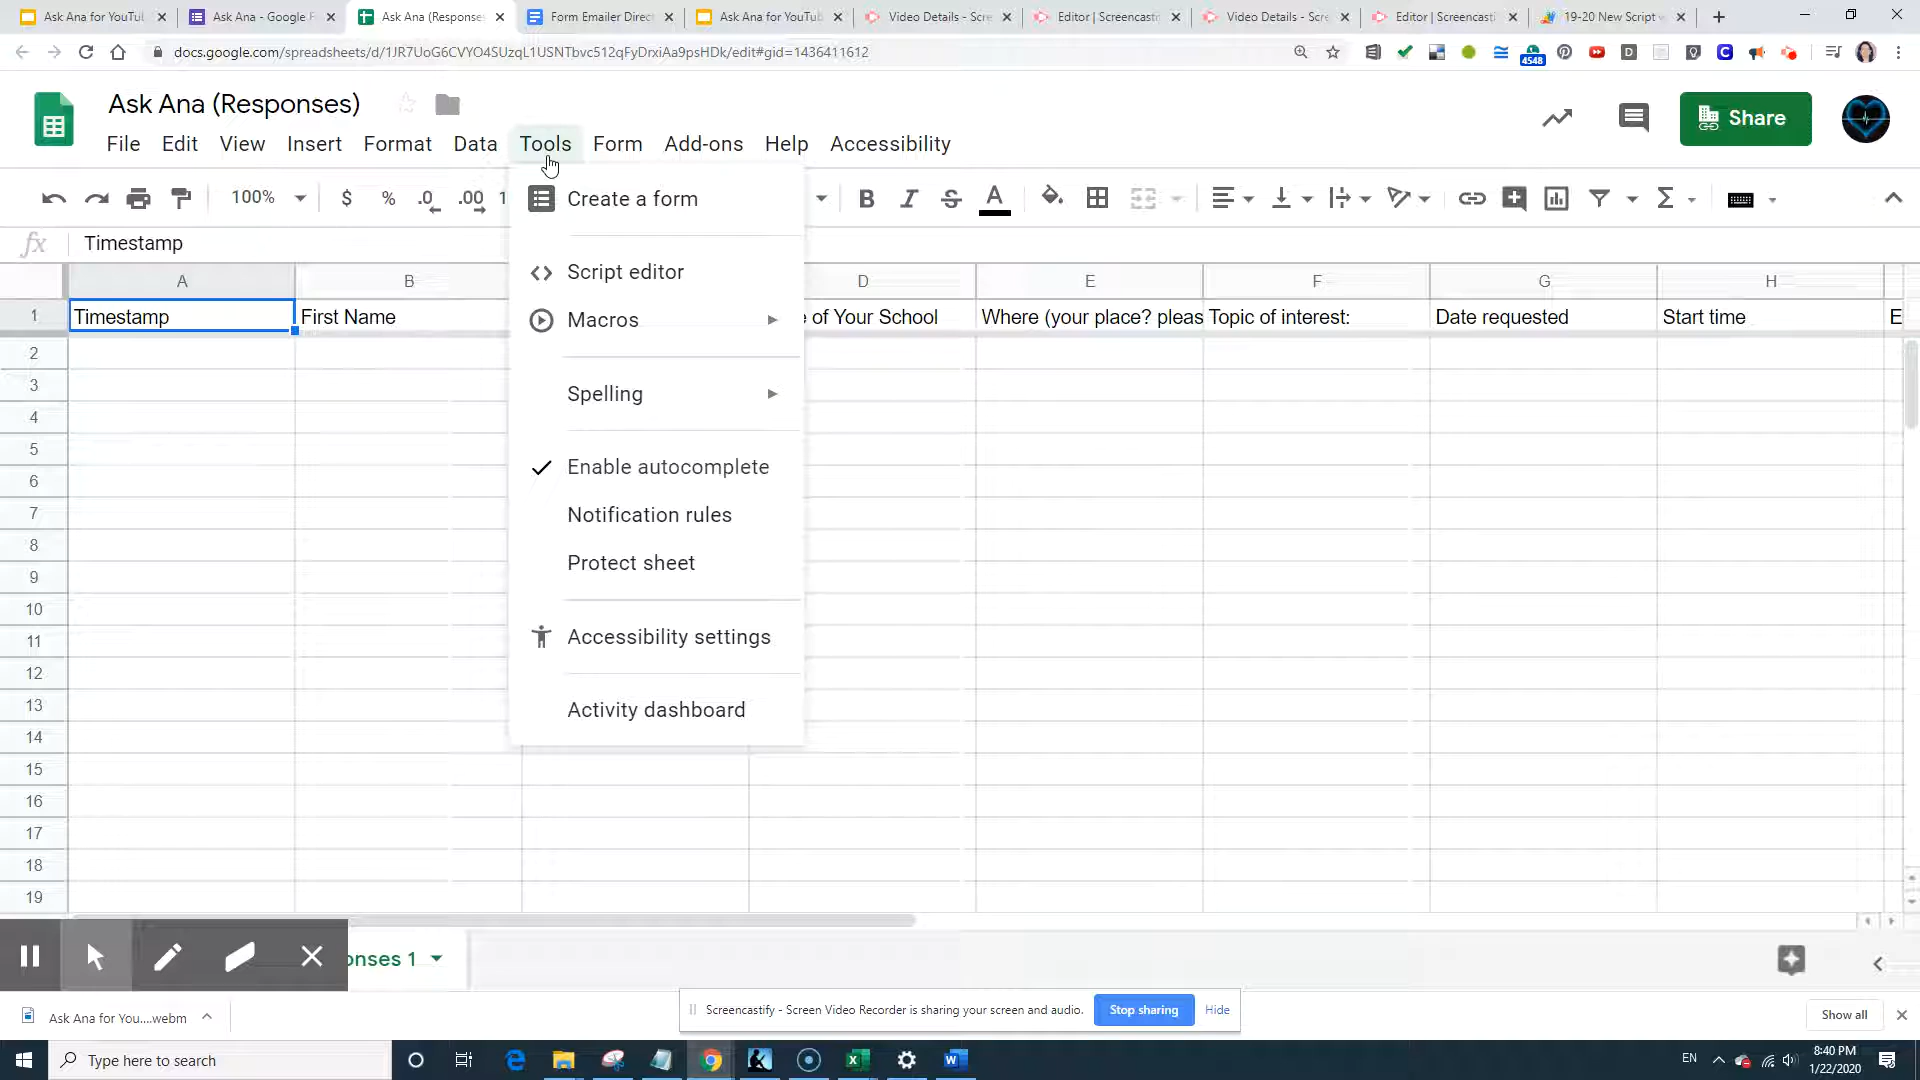 Ask Ana for YouTu
Ask Ana - Google F
Ask Ana (Response
Form Emailer Direc
Ask Ana for YouTub
Video Details - Scre
Editor | Screencastı
Video Details - Scre
Editor | Screencasti
19-20 New Script w
docs.google.com/spreadsheets/d/1JR7UoG6CVYO4SUzqL1USNTbvc512qFyDrxiAa9psHDk/edit#gid=1436411612
4548
Ask Ana (Responses)
Share
File Edit View Insert Format Data Tools Form Add-ons Help Accessibility
100% $ % .0 .00 1
B I S A
Create a form
fx Timestamp
Script editor
A B D E F G H
Timestamp First Name e of Your School Where (your place? pleas Topic of interest: Date requested Start time E
Macros
Spelling
Enable autocomplete
Notification rules
Protect sheet
Accessibility settings
Activity dashboard
1
2
3
4
5
6
7
8
9
10
11
12
13
14
15
16
17
18
19
onses 1
Screencastify - Screen Video Recorder is sharing your screen and audio. Stop sharing Hide
Ask Ana for You....webm
Show all
Type here to search
EN
8:40 PM
1/22/2020